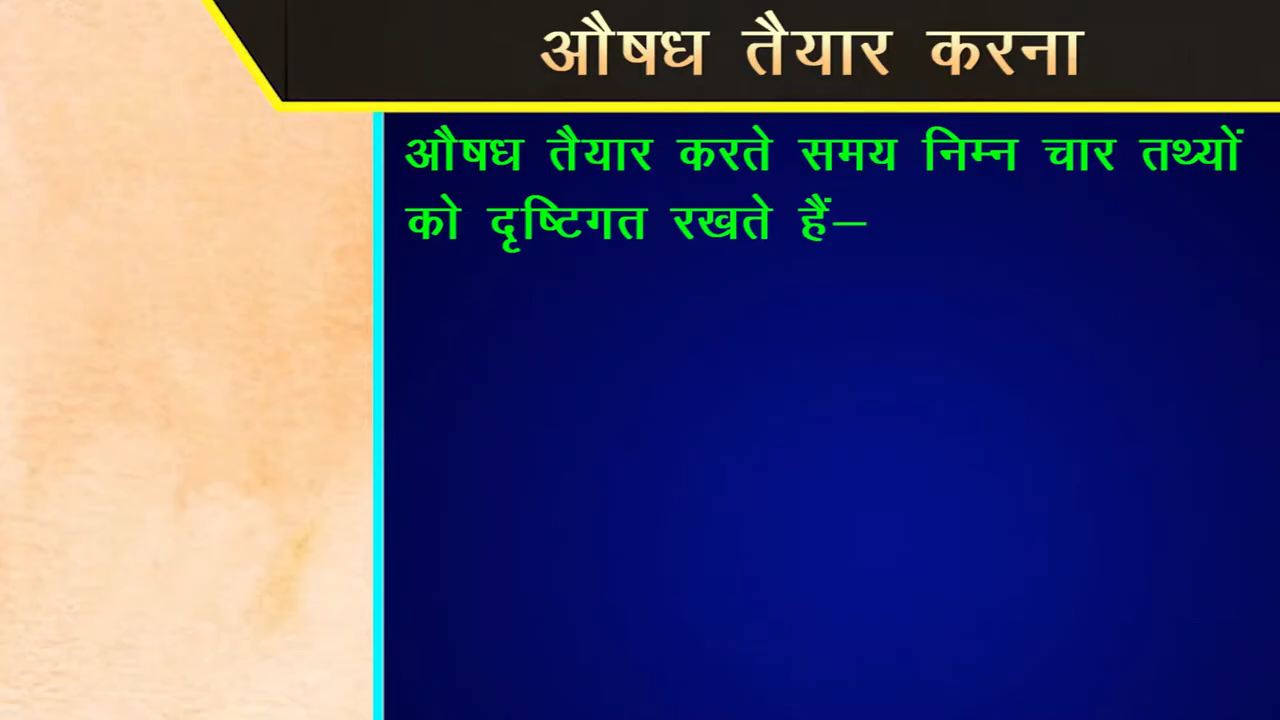 औषध तैयार करना
औषध तैयार करते समय निम्न चार तथ्यों
को दृष्टिगत रखते हैं–